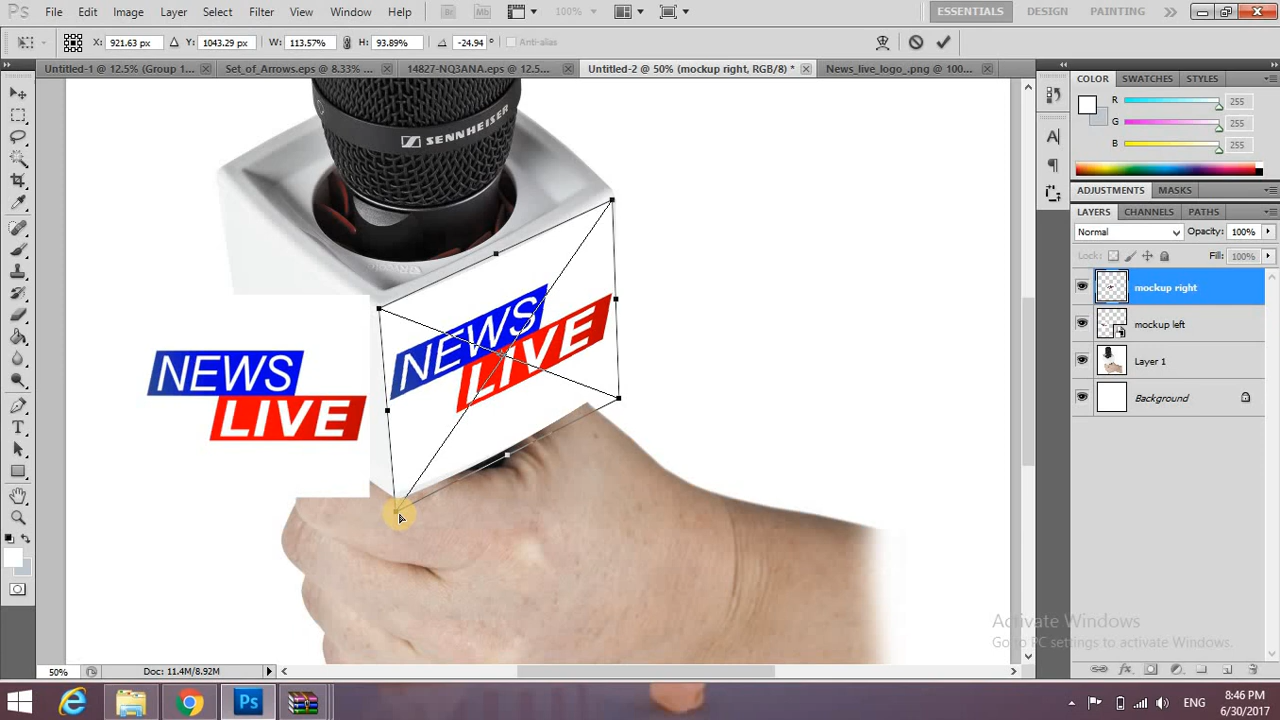 Ps File Edit Image Layer Select Filter View Window Help Br Mb 100% ESSENTIALS DESIGN PAINTING
X: 921.63 px Y: 1043.29 px W: 113.57% H: 93.89% -24.94 ° Anti-alias
Untitled-1 @ 12.5% (Group 1... Set_of_Arrows.eps @ 8.33% ... 14827-NQ3ANA.eps @ 12.5... Untitled-2 @ 50% (mockup right, RGB/8) * News_live_logo_.png @ 100...
COLOR SWATCHES STYLES
R 255
G 255
B 255
ADJUSTMENTS MASKS
LAYERS CHANNELS PATHS
Normal Opacity: 100%
Lock: Fill: 100%
mockup right
mockup left
Layer 1
Background
SENNHEISER
NEWS
LIVE
NEWS
LIVE
Activate Windows
Go to PC settings to activate Windows.
50% Doc: 11.4M/8.92M
Ps
ENG
8:46 PM
6/30/2017